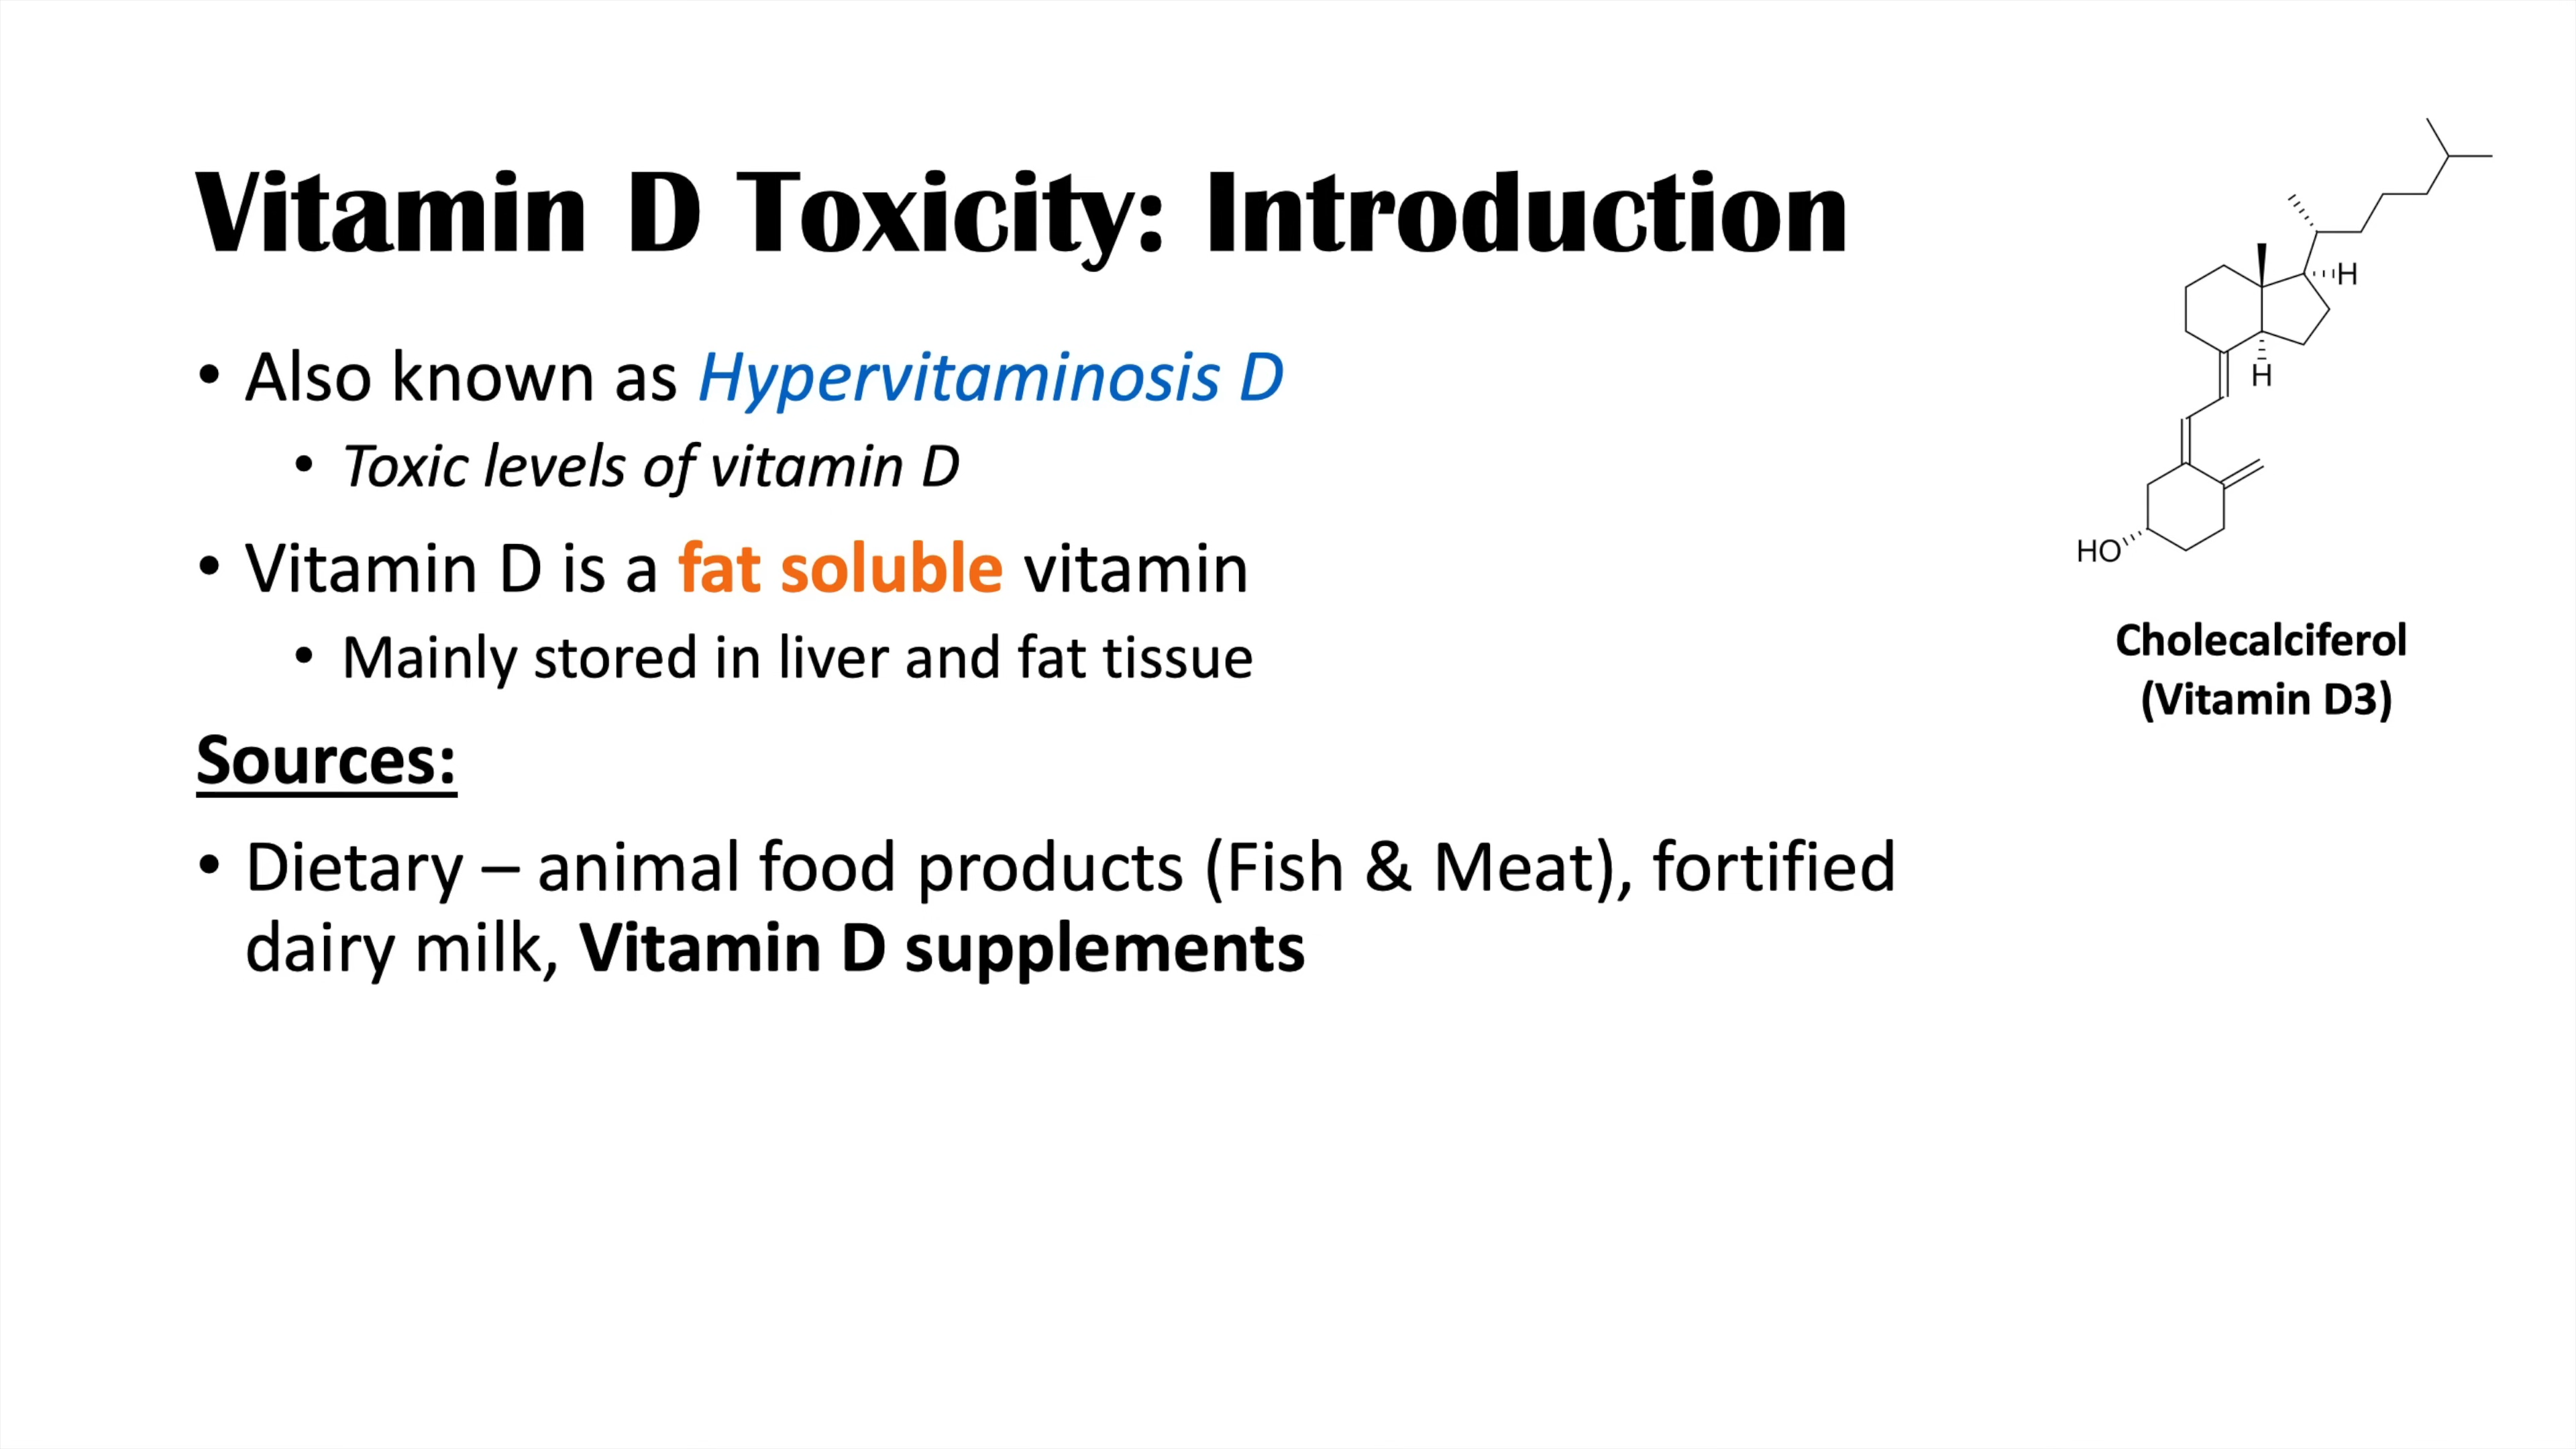 Vitamin D Toxicity: Introduction
• Also known as Hypervitaminosis D
• Toxic levels of vitamin D
• Vitamin D is a fat soluble vitamin
• Mainly stored in liver and fat tissue
Sources:
• Dietary – animal food products (Fish & Meat), fortified
dairy milk, Vitamin D supplements
H
H
HO
Cholecalciferol
(Vitamin D3)